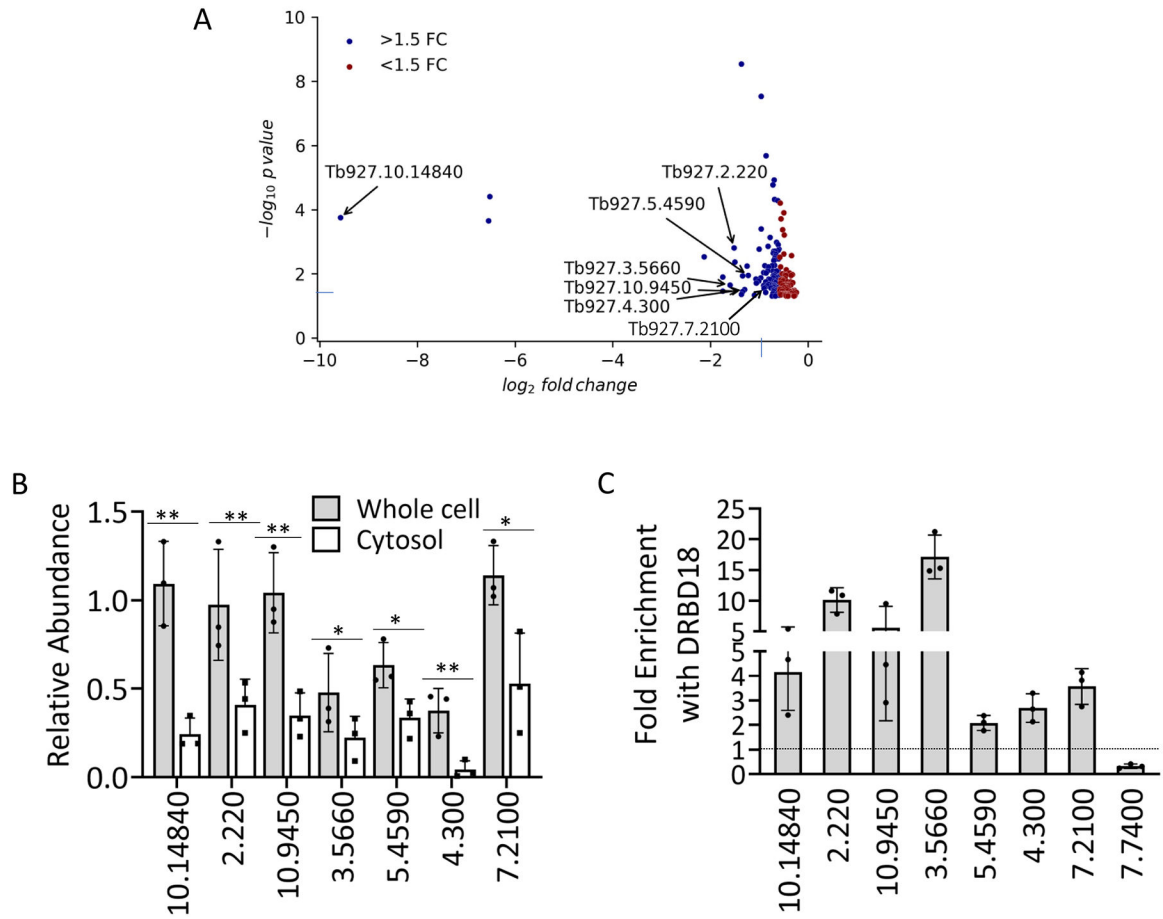 A
10
8
6
4
2
0
−log10 p value
>1.5 FC
<1.5 FC
Tb927.10.14840
Tb927.2.220
Tb927.5.4590
Tb927.3.5660
Tb927.10.9450
Tb927.4.300
Tb927.7.2100
−10
−8
−6
−4
−2
0
log2 fold change
B
Relative Abundance
1.5
1.0
0.5
0.0
Whole cell
Cytosol
**
**
**
*
*
**
*
10.14840
2.220
10.9450
3.5660
5.4590
4.300
7.2100
C
Fold Enrichment
with DRBD18
25
20
15
10
5
5
4
3
2
1
0
10.14840
2.220
10.9450
3.5660
5.4590
4.300
7.2100
7.7400